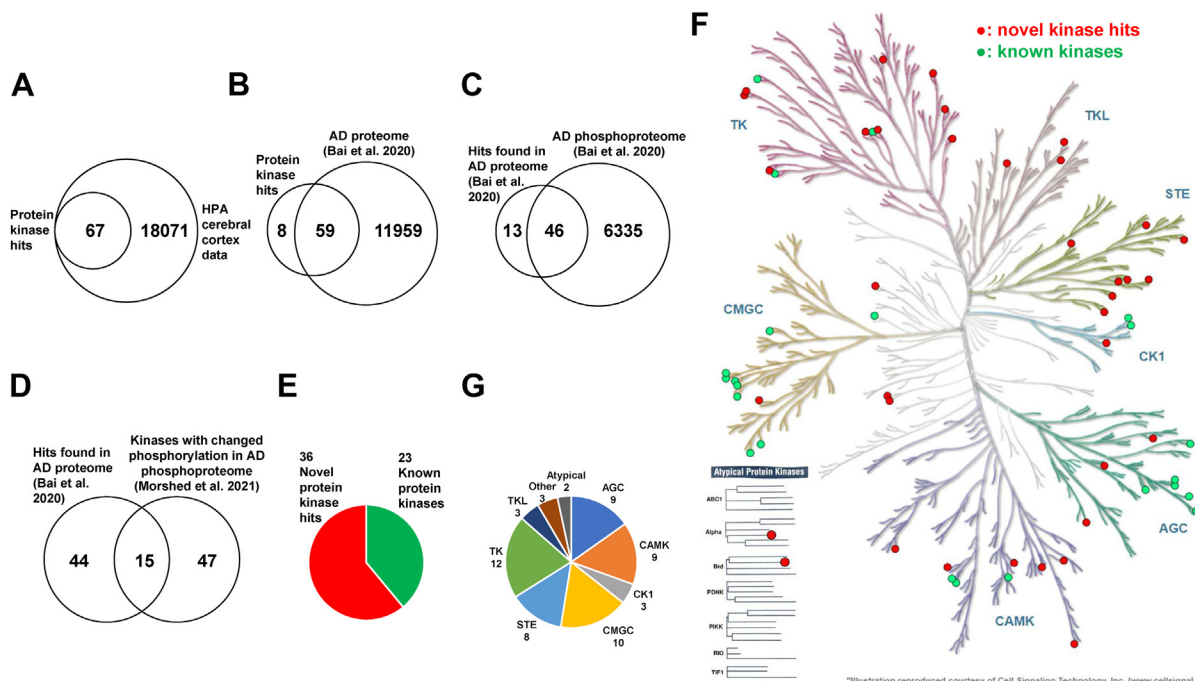 A
Protein
kinase
hits
67
18071
HPA
cerebral
cortex
data
B
AD proteome
(Bai et al. 2020)
Protein
kinase
hits
8
59
11959
C
AD phosphoproteome
(Bai et al. 2020)
Hits found in
AD proteome
(Bai et al.
2020)
13
46
6335
D
Hits found in
AD proteome
(Bai et al.
2020)
Kinases with changed
phosphorylation in AD
phosphoproteome
(Morshed et al. 2021)
44
15
47
E
36
Novel
protein
kinase
hits
23
Known
protein
kinases
G
Atypical
2
Other
3
TKL
3
AGC
9
TK
12
CAMK
9
CK1
3
STE
8
CMGC
10
F
: novel kinase hits
: known kinases
TK
TKL
STE
CMGC
CK1
AGC
CAMK
Atypical Protein Kinases
ABC1
Alpha
Brd
PDHK
PIKK
RIO
TIF1
"Illustration reproduced courtesy of Cell Signaling Technology, Inc. (www.cellsignal